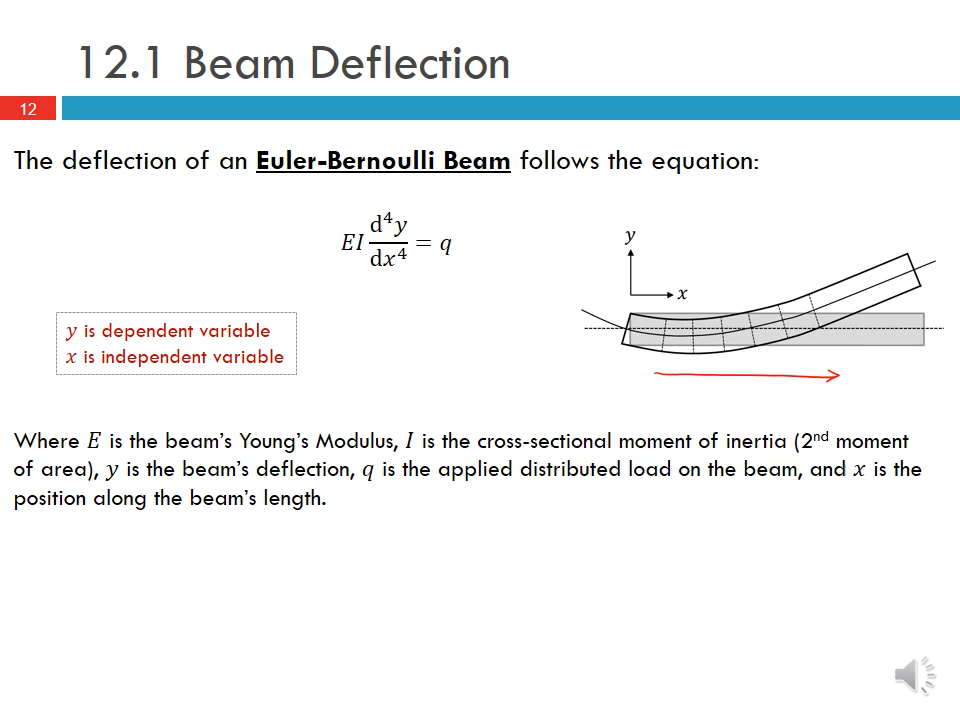 12.1 Beam Deflection
12
The deflection of an Euler-Bernoulli Beam follows the equation:
EI d⁴y/dx⁴ = q
y
x
y is dependent variable
x is independent variable
Where E is the beam's Young's Modulus, I is the cross-sectional moment of inertia (2nd moment
of area), y is the beam's deflection, q is the applied distributed load on the beam, and x is the
position along the beam's length.